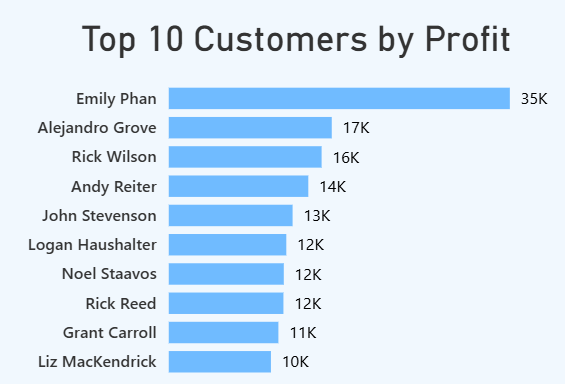 Top 10 Customers by Profit
Emily Phan 35K
Alejandro Grove 17K
Rick Wilson 16K
Andy Reiter 14K
John Stevenson 13K
Logan Haushalter 12K
Noel Staavos 12K
Rick Reed 12K
Grant Carroll 11K
Liz MacKendrick 10K